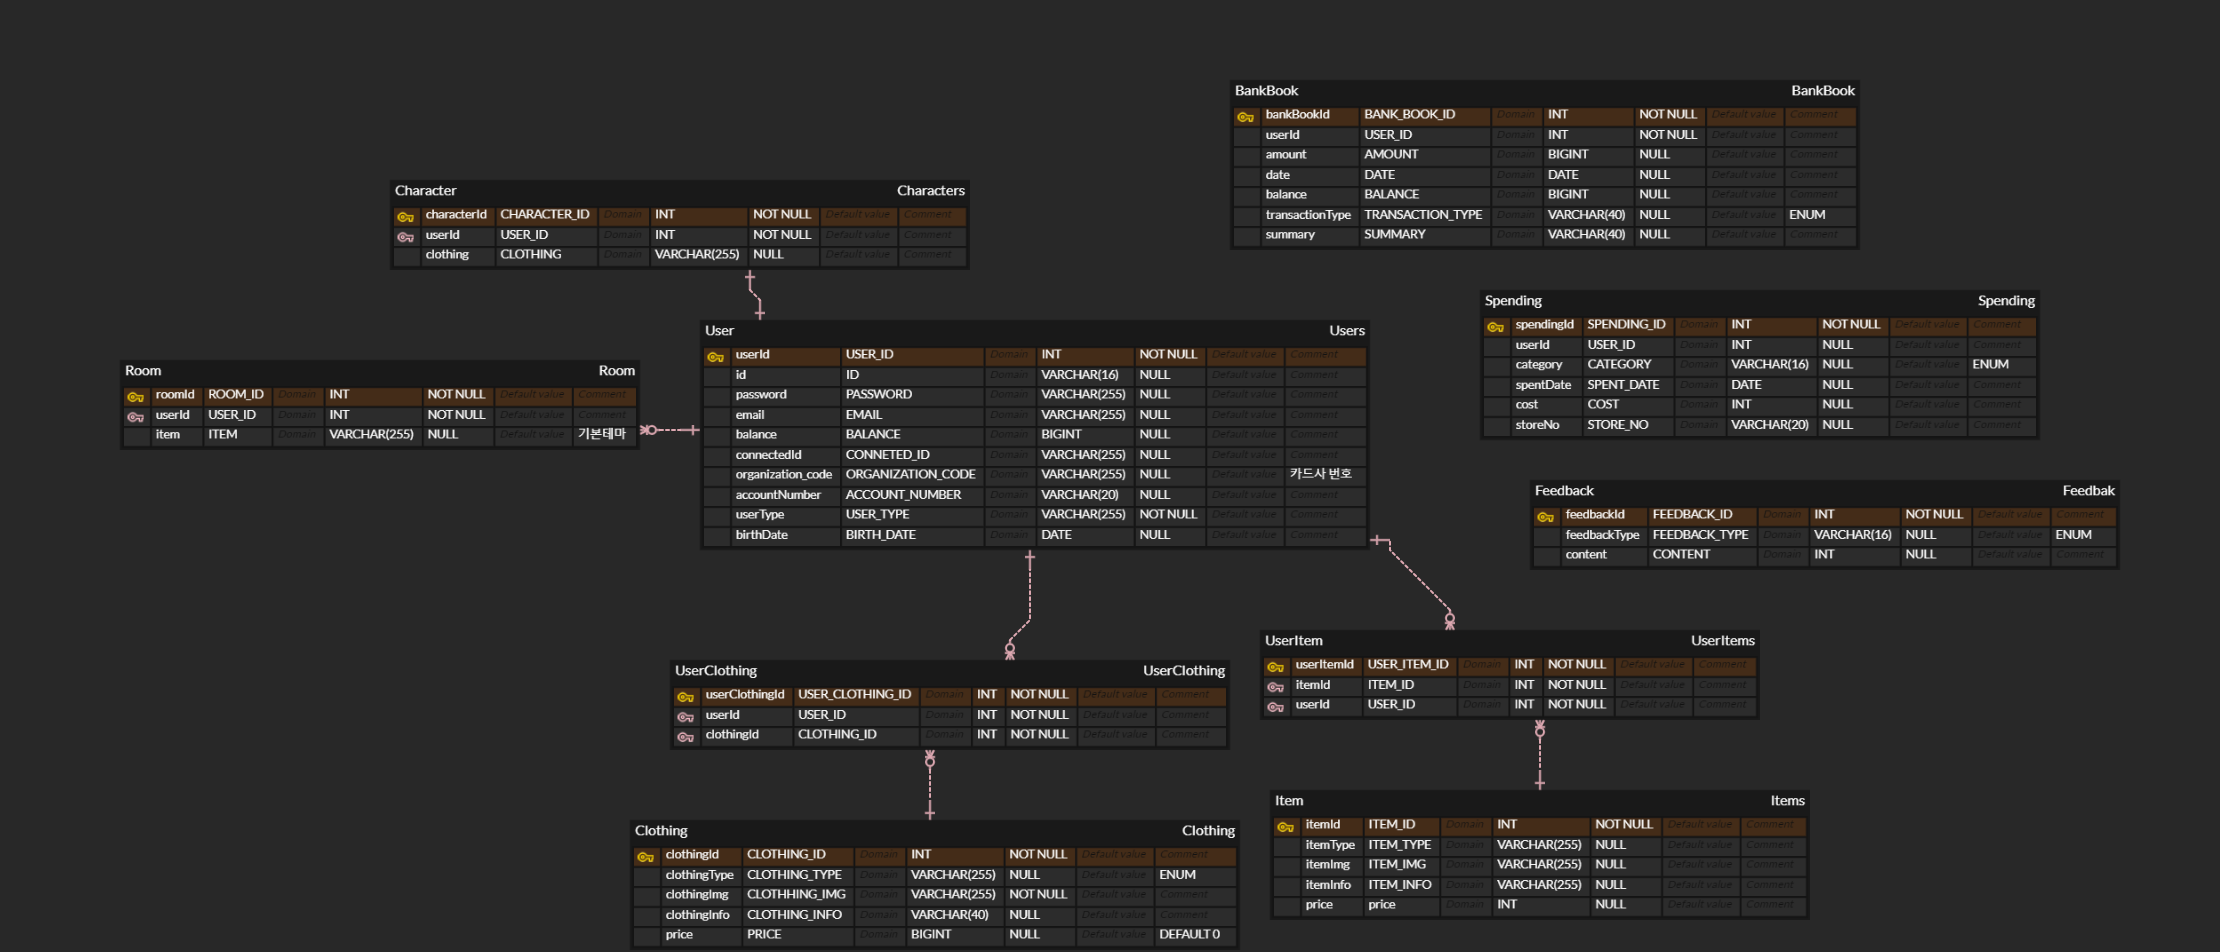 BankBook BankBook
bankBookId BANK_BOOK_ID Domain INT NOT NULL Default value Comment
userId USER_ID Domain INT NOT NULL Default value Comment
amount AMOUNT Domain BIGINT NULL Default value Comment
date DATE Domain DATE NULL Default value Comment
balance BALANCE Domain BIGINT NULL Default value Comment
transactionType TRANSACTION_TYPE Domain VARCHAR(40) NULL Default value ENUM
summary SUMMARY Domain VARCHAR(40) NULL Default value Comment
Character Characters
characterId CHARACTER_ID Domain INT NOT NULL Default value Comment
userId USER_ID Domain INT NOT NULL Default value Comment
clothing CLOTHING Domain VARCHAR(255) NULL Default value Comment
Spending Spending
spendingId SPENDING_ID Domain INT NOT NULL Default value Comment
userId USER_ID Domain INT NULL Default value Comment
category CATEGORY Domain VARCHAR(16) NULL Default value ENUM
spentDate SPENT_DATE Domain DATE NULL Default value Comment
cost COST Domain INT NULL Default value Comment
storeNo STORE_NO Domain VARCHAR(20) NULL Default value Comment
User Users
userId USER_ID Domain INT NOT NULL Default value Comment
id ID Domain VARCHAR(16) NULL Default value Comment
password PASSWORD Domain VARCHAR(255) NULL Default value Comment
email EMAIL Domain VARCHAR(255) NULL Default value Comment
balance BALANCE Domain BIGINT NULL Default value Comment
connectedId CONNETED_ID Domain VARCHAR(255) NULL Default value Comment
organization_code ORGANIZATION_CODE Domain VARCHAR(255) NULL Default value 카드사 번호
accountNumber ACCOUNT_NUMBER Domain VARCHAR(20) NULL Default value Comment
userType USER_TYPE Domain VARCHAR(255) NOT NULL Default value Comment
birthDate BIRTH_DATE Domain DATE NULL Default value Comment
Room Room
roomId ROOM_ID Domain INT NOT NULL Default value Comment
userId USER_ID Domain INT NOT NULL Default value Comment
item ITEM Domain VARCHAR(255) NULL Default value 기본테마
Feedback Feedbak
feedbackId FEEDBACK_ID Domain INT NOT NULL Default value Comment
feedbackType FEEDBACK_TYPE Domain VARCHAR(16) NULL Default value ENUM
content CONTENT Domain INT NULL Default value Comment
UserItem UserItems
userItemId USER_ITEM_ID Domain INT NOT NULL Default value Comment
itemId ITEM_ID Domain INT NOT NULL Default value Comment
userId USER_ID Domain INT NOT NULL Default value Comment
UserClothing UserClothing
userClothingId USER_CLOTHING_ID Domain INT NOT NULL Default value Comment
userId USER_ID Domain INT NOT NULL Default value Comment
clothingId CLOTHING_ID Domain INT NOT NULL Default value Comment
Item Items
itemId ITEM_ID Domain INT NOT NULL Default value Comment
itemType ITEM_TYPE Domain VARCHAR(255) NULL Default value Comment
itemImg ITEM_IMG Domain VARCHAR(255) NULL Default value Comment
itemInfo ITEM_INFO Domain VARCHAR(255) NULL Default value Comment
price price Domain INT NULL Default value Comment
Clothing Clothing
clothingId CLOTHING_ID Domain INT NOT NULL Default value Comment
clothingType CLOTHING_TYPE Domain VARCHAR(255) NULL Default value ENUM
clothingImg CLOTHHING_IMG Domain VARCHAR(255) NOT NULL Default value Comment
clothingInfo CLOTHING_INFO Domain VARCHAR(40) NULL Default value Comment
price PRICE Domain BIGINT NULL Default value DEFAULT 0